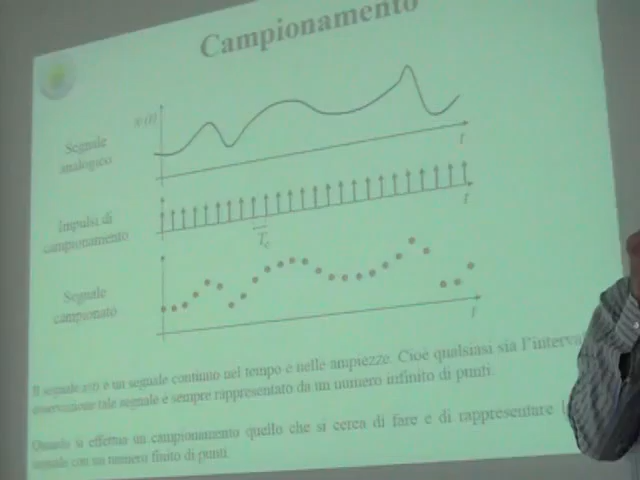 Campionamento
Segnale
analogico
t
Impulsi di
campionamento
t
Segnale
campionato
t
Il segnale è un segnale continuo nel tempo e nelle ampiezze. Cioè qualsiasi sia l'interva
osservazione tale segnale è sempre rappresentato da un numero infinito di punti.
Quando si effettua un campionamento quello che si cerca di fare è di rappresentare
segnale con un numero finito di punti.